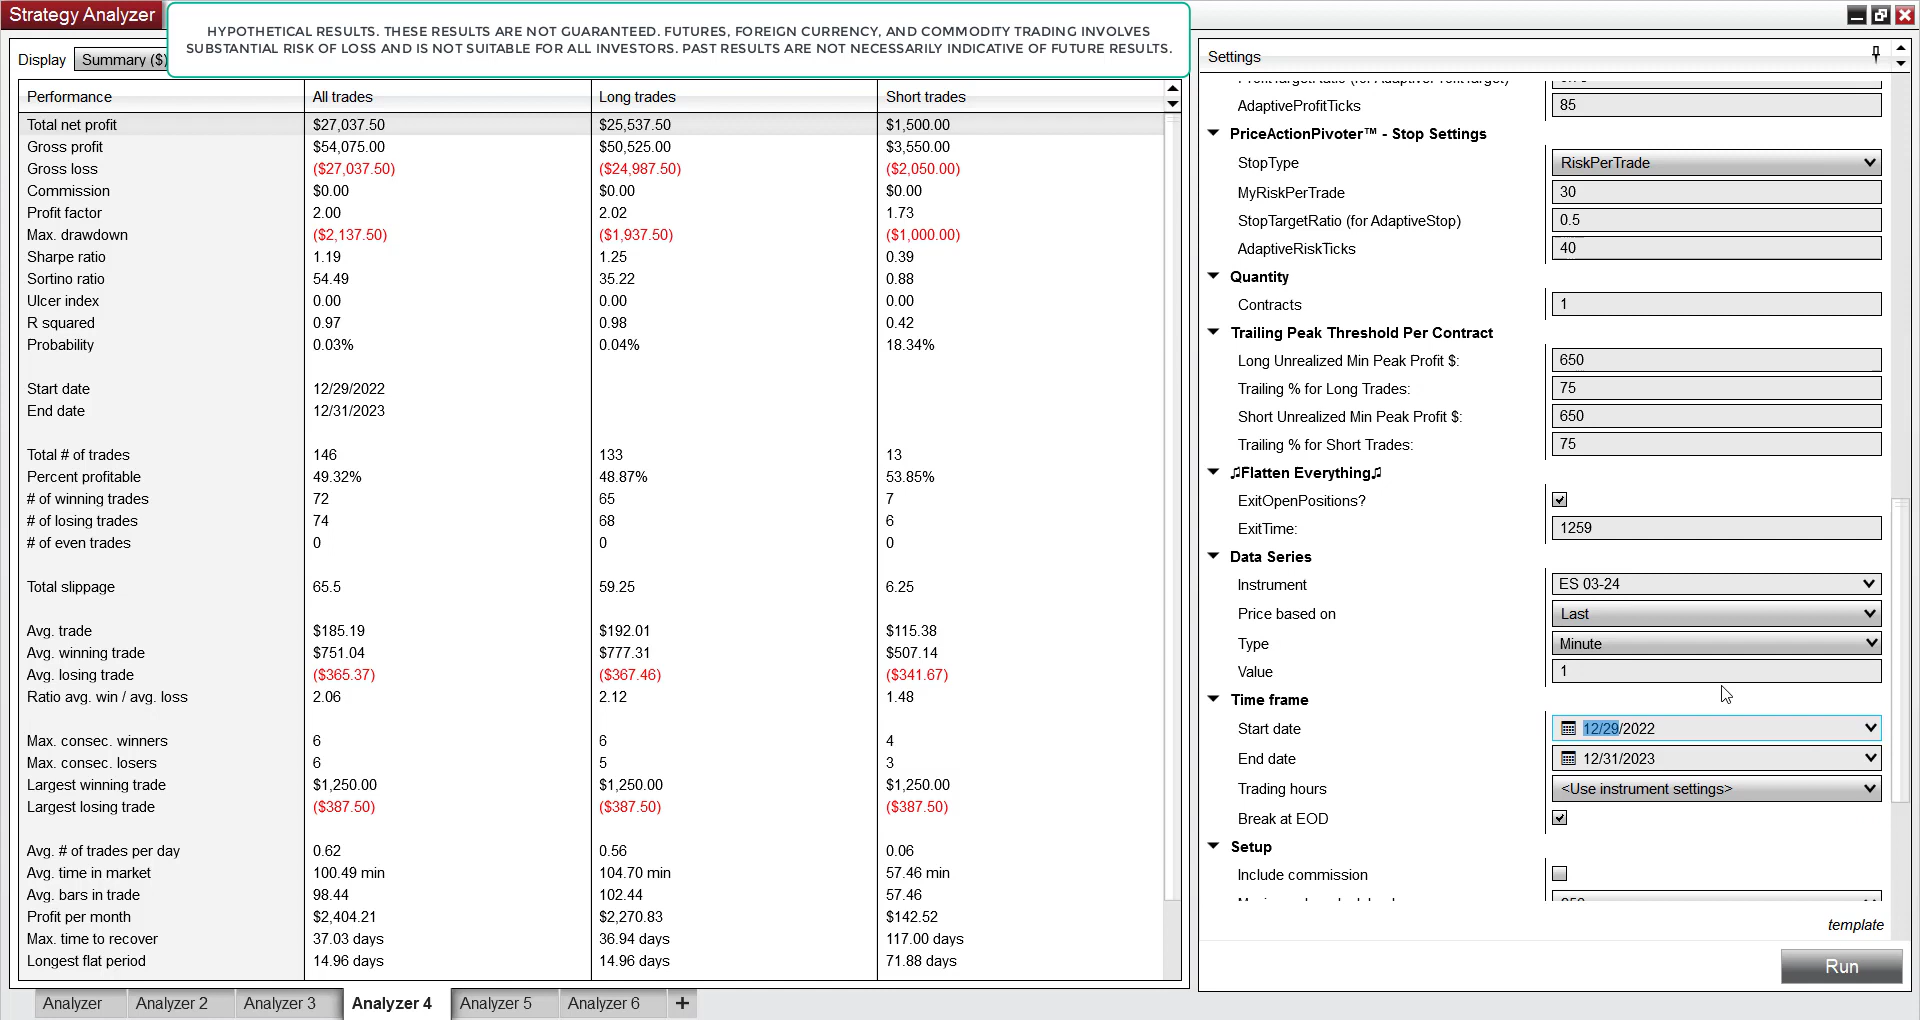 Strategy Analyzer
HYPOTHETICAL RESULTS. THESE RESULTS ARE NOT GUARANTEED. FUTURES, FOREIGN CURRENCY, AND COMMODITY TRADING INVOLVES
SUBSTANTIAL RISK OF LOSS AND IS NOT SUITABLE FOR ALL INVESTORS. PAST RESULTS ARE NOT NECESSARILY INDICATIVE OF FUTURE RESULTS.
Display Summary ($)
Performance All trades Long trades Short trades
Total net profit $27,037.50 $25,537.50 $1,500.00
Gross profit $54,075.00 $50,525.00 $3,550.00
Gross loss ($27,037.50) ($24,987.50) ($2,050.00)
Commission $0.00 $0.00 $0.00
Profit factor 2.00 2.02 1.73
Max. drawdown ($2,137.50) ($1,937.50) ($1,000.00)
Sharpe ratio 1.19 1.25 0.39
Sortino ratio 54.49 35.22 0.88
Ulcer index 0.00 0.00 0.00
R squared 0.97 0.98 0.42
Probability 0.03% 0.04% 18.34%
Start date 12/29/2022
End date 12/31/2023
Total # of trades 146 133 13
Percent profitable 49.32% 48.87% 53.85%
# of winning trades 72 65 7
# of losing trades 74 68 6
# of even trades 0 0 0
Total slippage 65.5 59.25 6.25
Avg. trade $185.19 $192.01 $115.38
Avg. winning trade $751.04 $777.31 $507.14
Avg. losing trade ($365.37) ($367.46) ($341.67)
Ratio avg. win / avg. loss 2.06 2.12 1.48
Max. consec. winners 6 6 4
Max. consec. losers 6 5 3
Largest winning trade $1,250.00 $1,250.00 $1,250.00
Largest losing trade ($387.50) ($387.50) ($387.50)
Avg. # of trades per day 0.62 0.56 0.06
Avg. time in market 100.49 min 104.70 min 57.46 min
Avg. bars in trade 98.44 102.44 57.46
Profit per month $2,404.21 $2,270.83 $142.52
Max. time to recover 37.03 days 36.94 days 117.00 days
Longest flat period 14.96 days 14.96 days 71.88 days
Analyzer Analyzer 2 Analyzer 3 Analyzer 4 Analyzer 5 Analyzer 6 +
Settings
AdaptiveProfitTicks 85
PriceActionPivoter™ - Stop Settings
StopType RiskPerTrade
MyRiskPerTrade 30
StopTargetRatio (for AdaptiveStop) 0.5
AdaptiveRiskTicks 40
Quantity
Contracts 1
Trailing Peak Threshold Per Contract
Long Unrealized Min Peak Profit $: 650
Trailing % for Long Trades: 75
Short Unrealized Min Peak Profit $: 650
Trailing % for Short Trades: 75
♫Flatten Everything♫
ExitOpenPositions?
ExitTime: 1259
Data Series
Instrument ES 03-24
Price based on Last
Type Minute
Value 1
Time frame
Start date 12/29/2022
End date 12/31/2023
Trading hours <Use instrument settings>
Break at EOD
Setup
Include commission
template
Run